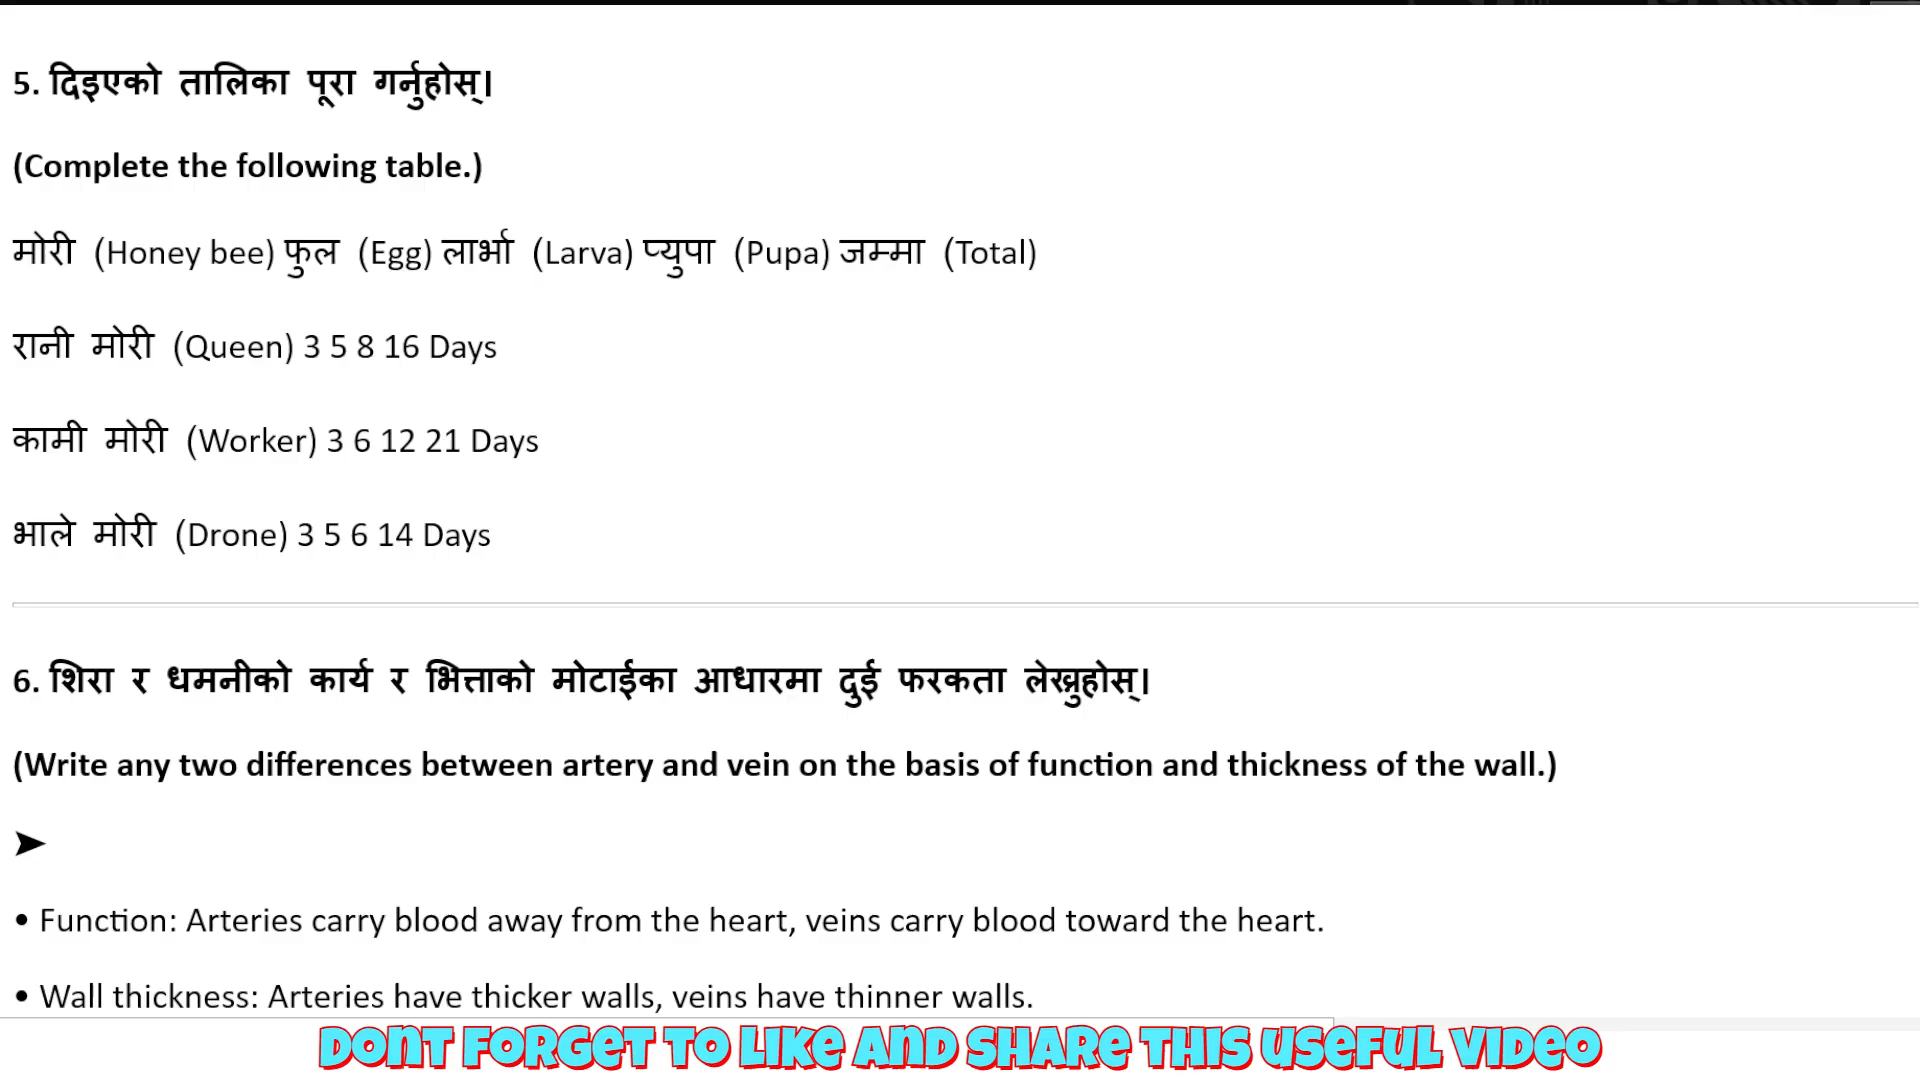 5. दिइएको तालिका पूरा गर्नुहोस्।
(Complete the following table.)
मोरी (Honey bee) फुल (Egg) लार्भा (Larva) प्युपा (Pupa) जम्मा (Total)
रानी मोरी (Queen) 3 5 8 16 Days
कामी मोरी (Worker) 3 6 12 21 Days
भाले मोरी (Drone) 3 5 6 14 Days
6. शिरा र धमनीको कार्य र भित्ताको मोटाईका आधारमा दुई फरकता लेख्नुहोस्।
(Write any two differences between artery and vein on the basis of function and thickness of the wall.)
➤
• Function: Arteries carry blood away from the heart, veins carry blood toward the heart.
• Wall thickness: Arteries have thicker walls, veins have thinner walls.
DONT FORGET TO LIKE AND SHARE THIS USEFUL VIDEO